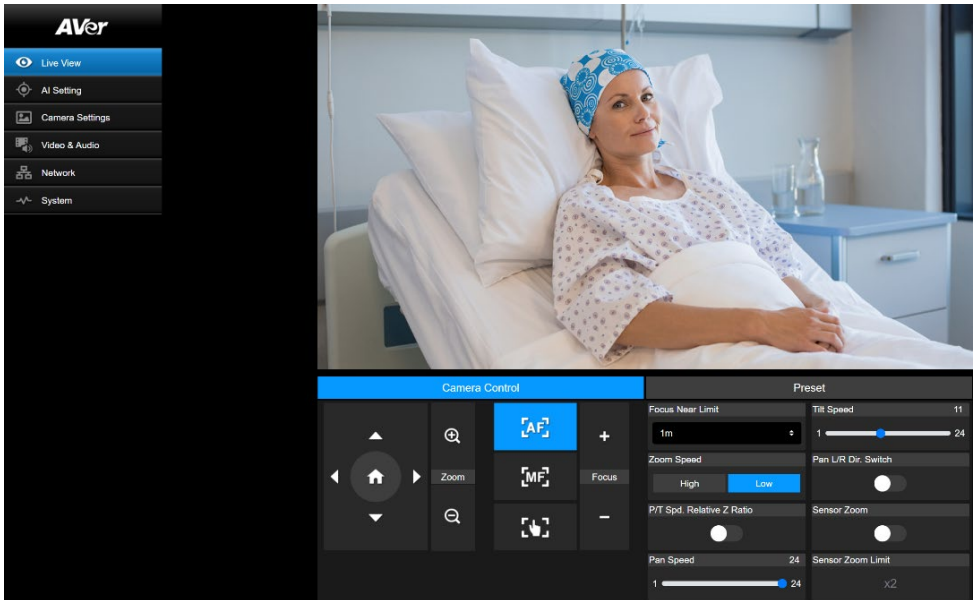 AVer
Live View
AI Setting
Camera Settings
Video & Audio
Network
System
Camera Control
Preset
Zoom
AF
MF
+
Focus
−
Focus Near Limit
1m
Tilt Speed 11
1 24
Zoom Speed
High Low
Pan L/R Dir. Switch
P/T Spd. Relative Z Ratio
Sensor Zoom
Pan Speed 24
1 24
Sensor Zoom Limit
x2